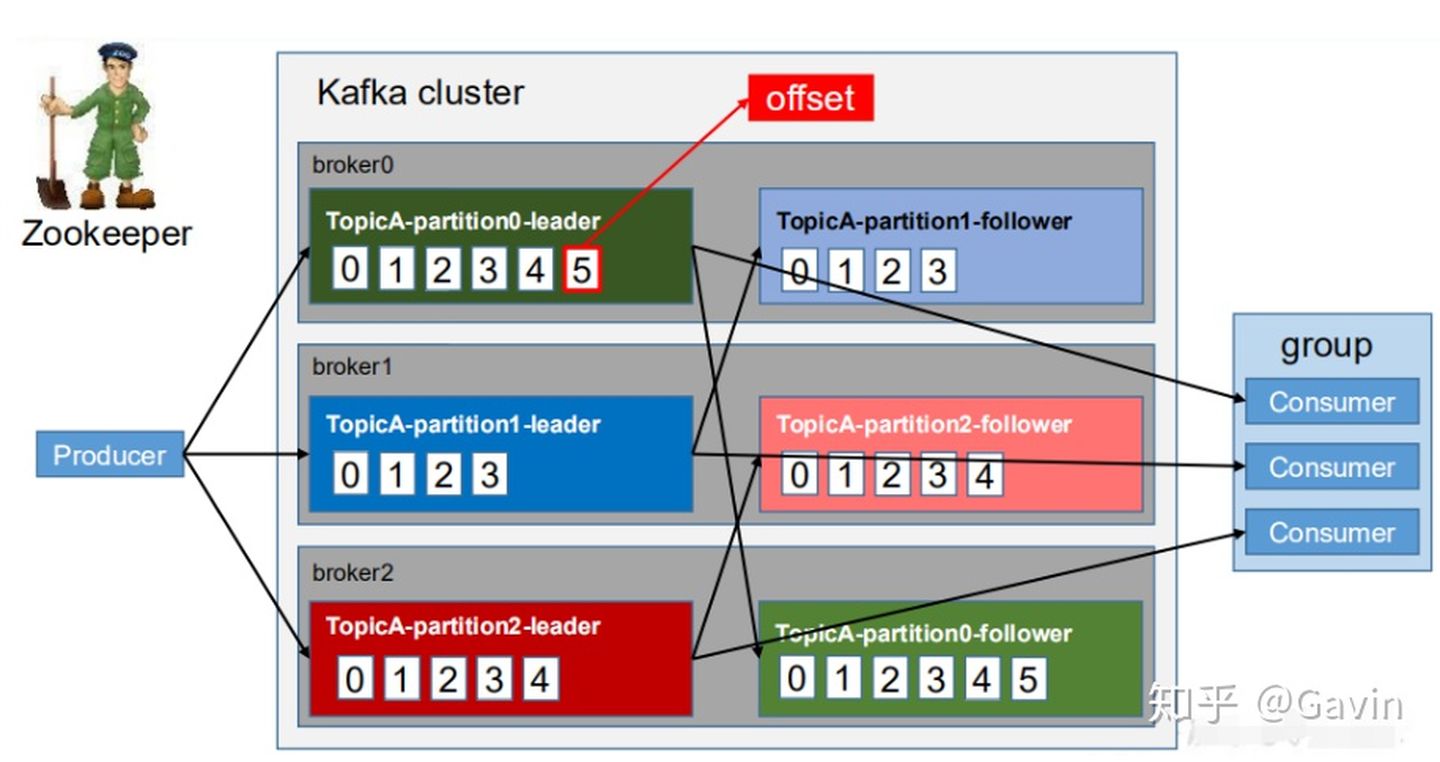 Kafka cluster
offset
Zookeeper
broker0
TopicA-partition0-leader
0 1 2 3 4 5
TopicA-partition1-follower
0 1 2 3
broker1
TopicA-partition1-leader
0 1 2 3
TopicA-partition2-follower
0 1 2 3 4
broker2
TopicA-partition2-leader
0 1 2 3 4
TopicA-partition0-follower
0 1 2 3 4 5
Producer
group
Consumer
Consumer
Consumer
知乎 @Gavin